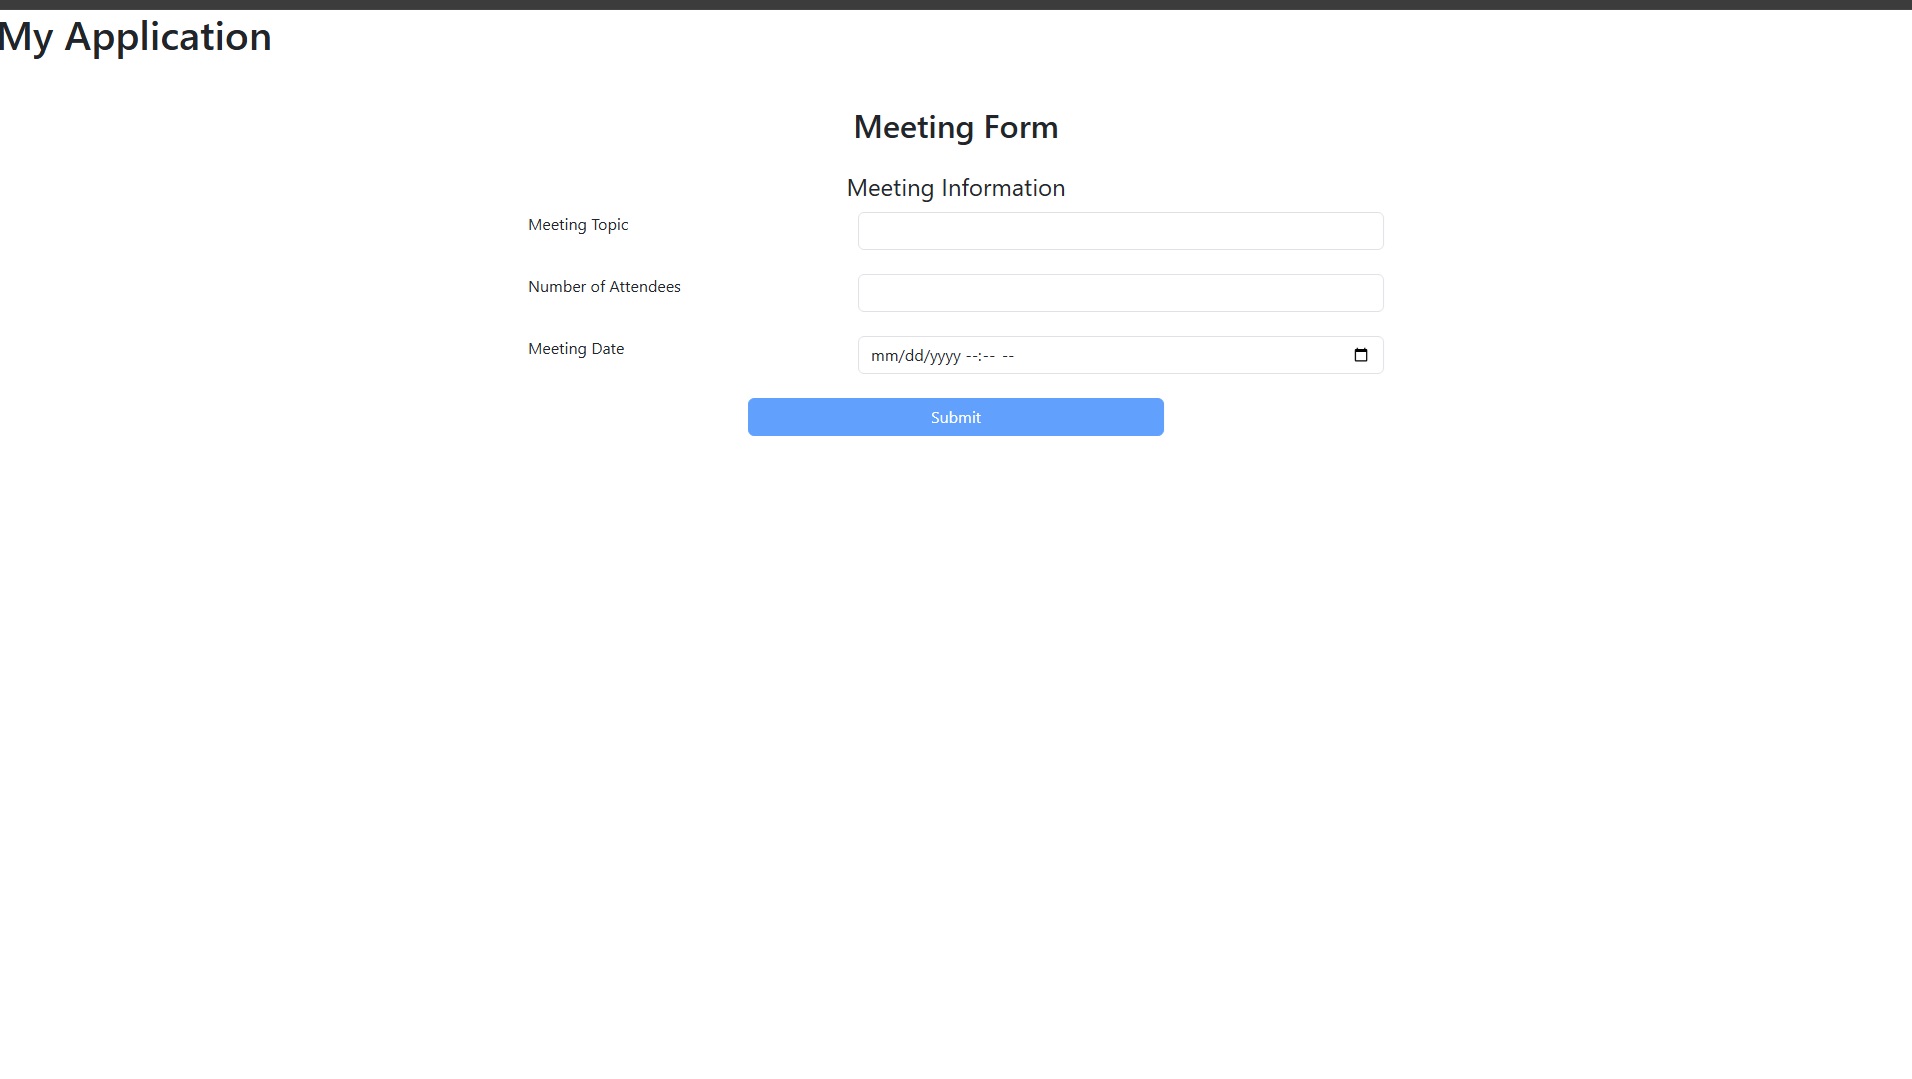 My Application
Meeting Form
Meeting Information
Meeting Topic
Number of Attendees
Meeting Date
mm/dd/yyyy --:-- --
Submit